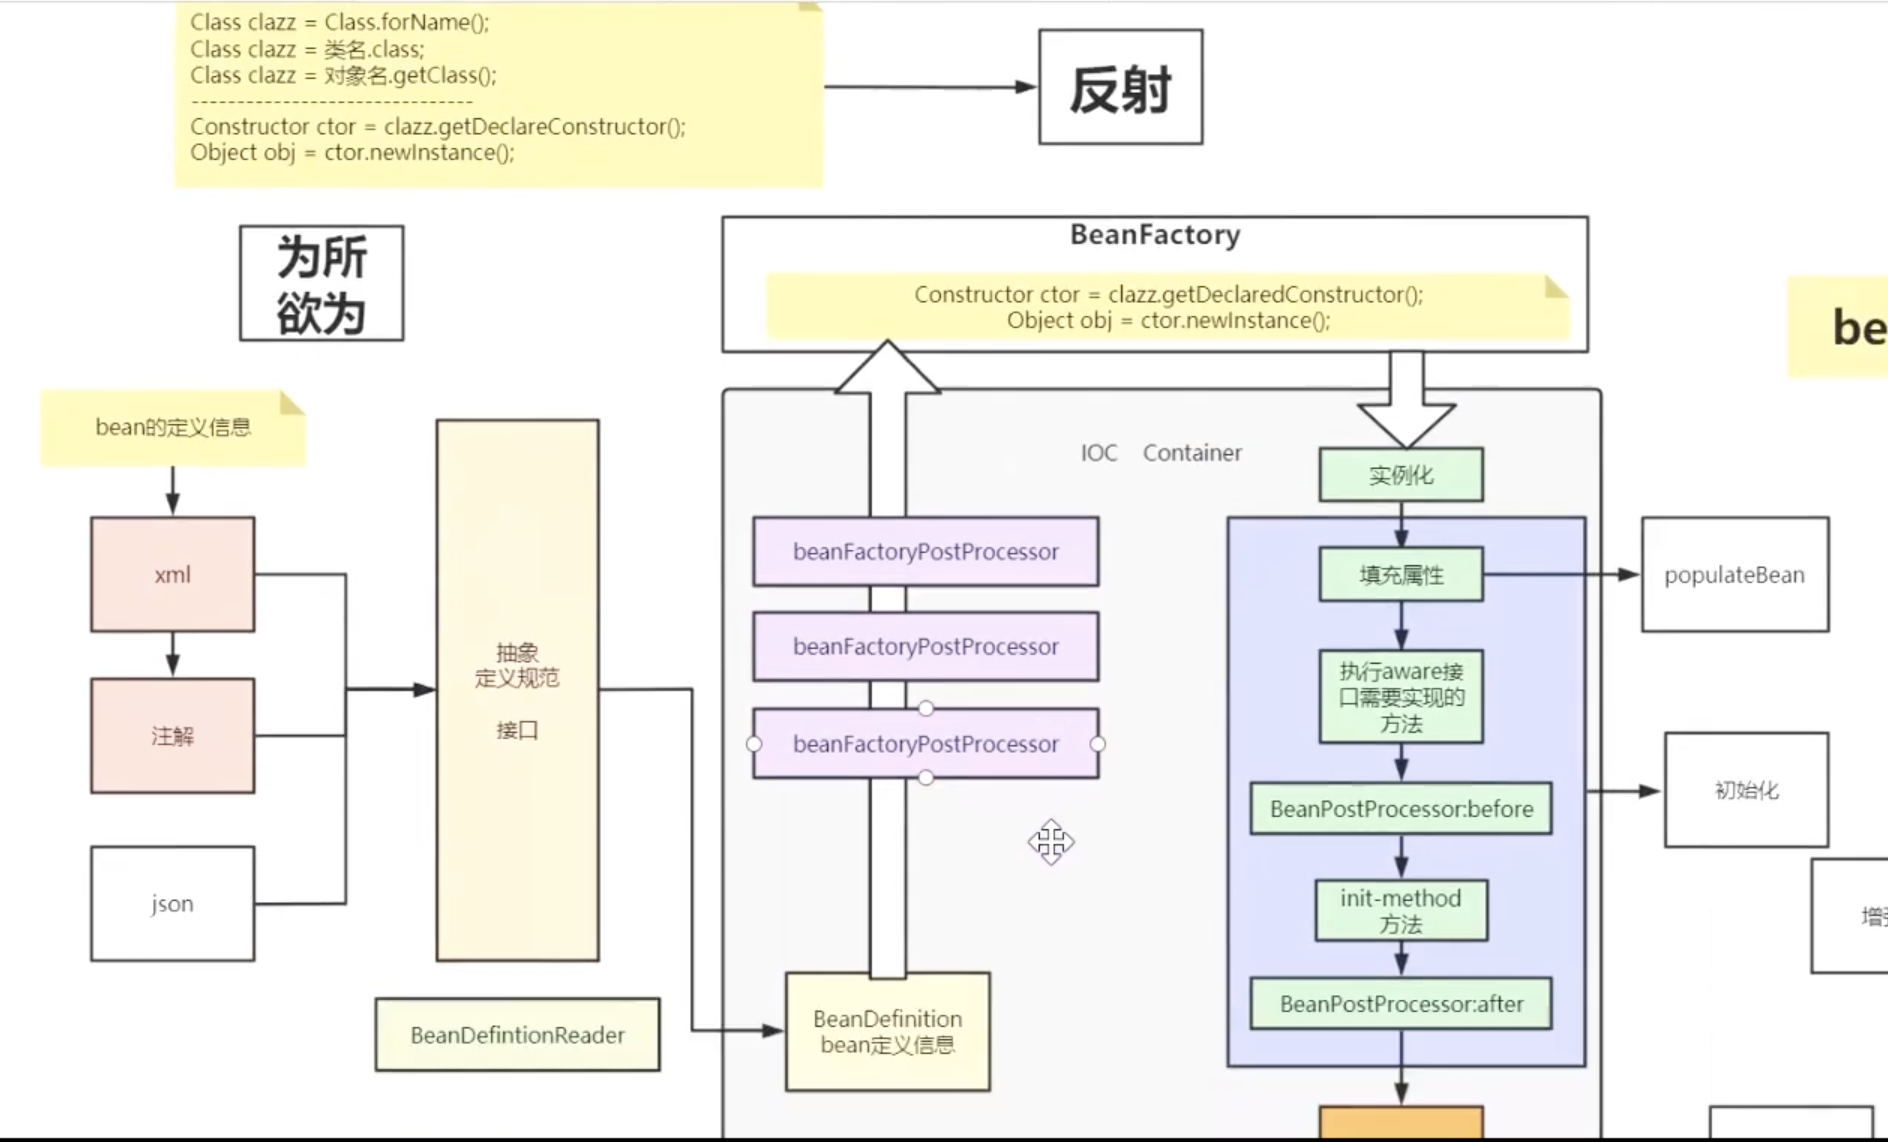 Class clazz = Class.forName();
Class clazz = 类名.class;
Class clazz = 对象名.getClass();
-------------------------------
Constructor ctor = clazz.getDeclareConstructor();
Object obj = ctor.newInstance();
反射
为所
欲为
BeanFactory
Constructor ctor = clazz.getDeclaredConstructor();
Object obj = ctor.newInstance();
be
bean的定义信息
xml
注解
json
抽象
定义规范
接口
BeanDefintionReader
IOC Container
beanFactoryPostProcessor
beanFactoryPostProcessor
beanFactoryPostProcessor
BeanDefinition
bean定义信息
实例化
填充属性
populateBean
执行aware接
口需要实现的
方法
BeanPostProcessor:before
初始化
init-method
方法
BeanPostProcessor:after
增